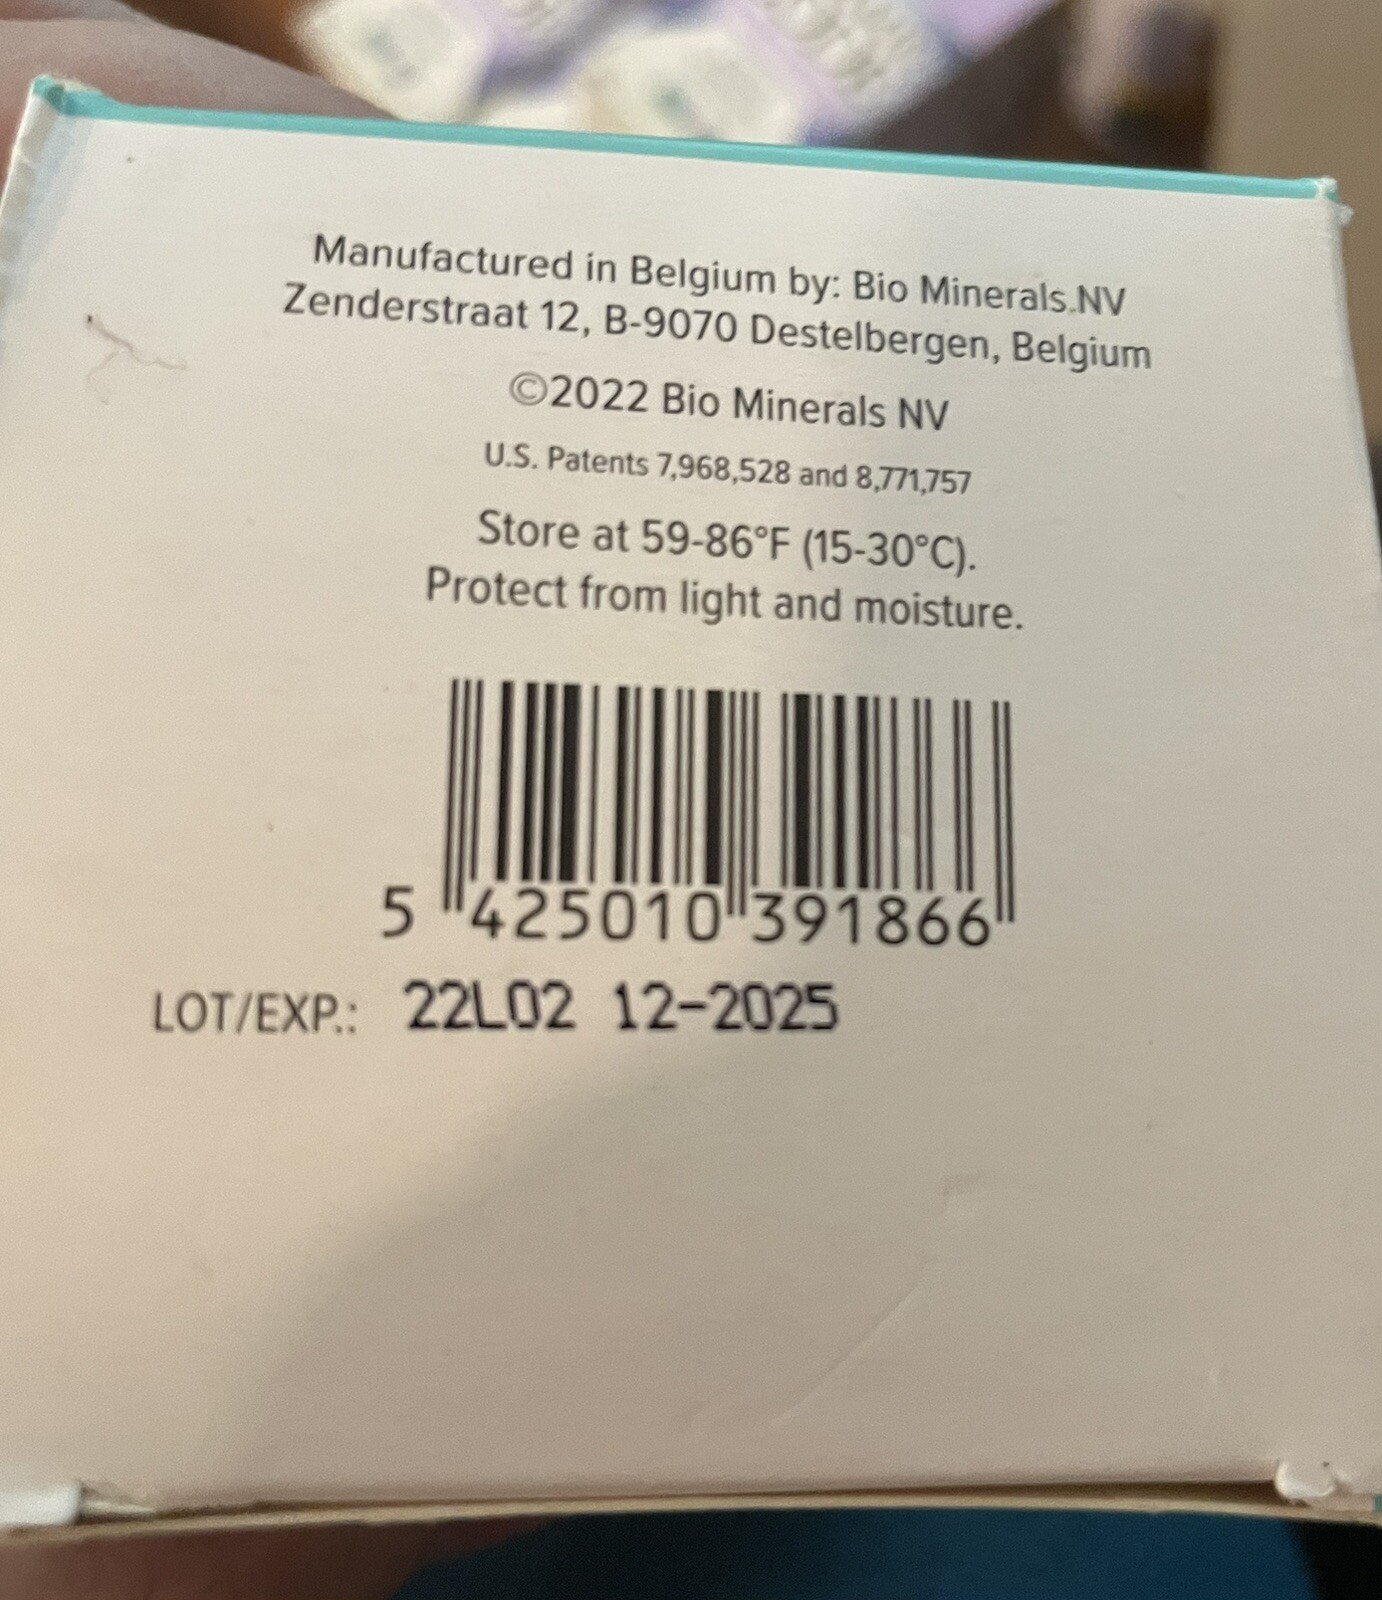 Manufactured in Belgium by: Bio Minerals NV
Zenderstraat 12, B-9070 Destelbergen, Belgium
©2022 Bio Minerals NV
U.S. Patents 7,968,528 and 8,771,757
Store at 59-86°F (15-30°C).
Protect from light and moisture.
5 425010 391866
LOT/EXP.: 22L02 12-2025